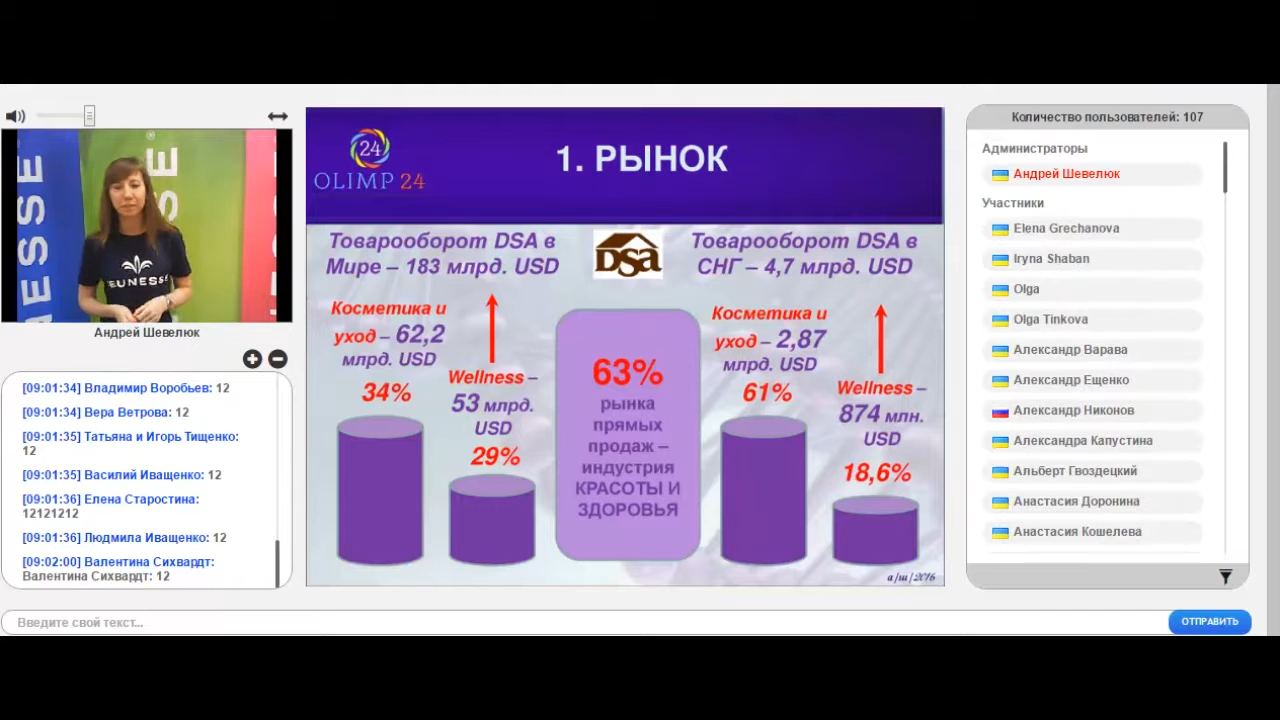 ESSE
ESSE
ESSE
JEUNESSE
Андрей Шевелюк
[09:01:34] Владимир Воробьев: 12
[09:01:34] Вера Ветрова: 12
[09:01:35] Татьяна и Игорь Тищенко:
12
[09:01:35] Василий Иващенко: 12
[09:01:36] Елена Старостина:
12121212
[09:01:36] Людмила Иващенко: 12
[09:02:00] Валентина Сихвардт:
Валентина Сихвардт: 12
24
OLIMP 24
1. РЫНОК
Товарооборот DSA в
Мире – 183 млрд. USD
DSa
Товарооборот DSA в
СНГ – 4,7 млрд. USD
Косметика и
уход – 62,2
млрд. USD
34%
Wellness –
53 млрд.
USD
29%
63%
рынка
прямых
продаж –
индустрия
КРАСОТЫ И
ЗДОРОВЬЯ
Косметика и
уход – 2,87
млрд. USD
61%
Wellness –
874 млн.
USD
18,6%
а/ш/2016
Количество пользователей: 107
Администраторы
Андрей Шевелюк
Участники
Elena Grechanova
Iryna Shaban
Olga
Olga Tinkova
Александр Варава
Александр Ещенко
Александр Никонов
Александра Капустина
Альберт Гвоздецкий
Анастасия Доронина
Анастасия Кошелева
Введите свой текст...
ОТПРАВИТЬ